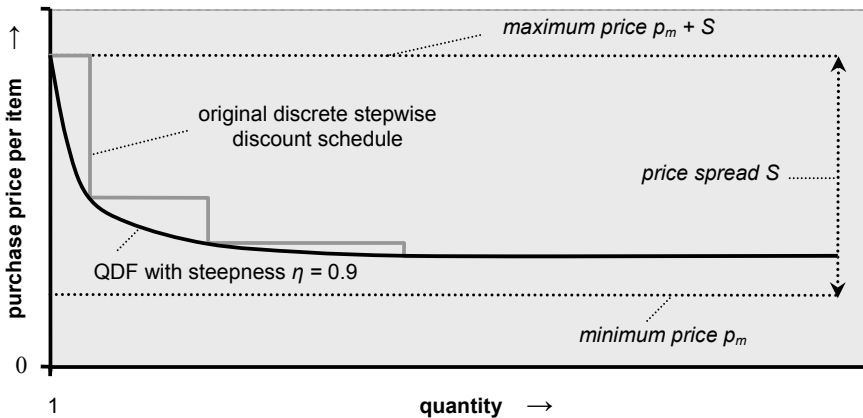 maximum price pₘ + S
original discrete stepwise
discount schedule
price spread S
QDF with steepness η = 0.9
minimum price pₘ
purchase price per item →
0
1
quantity →